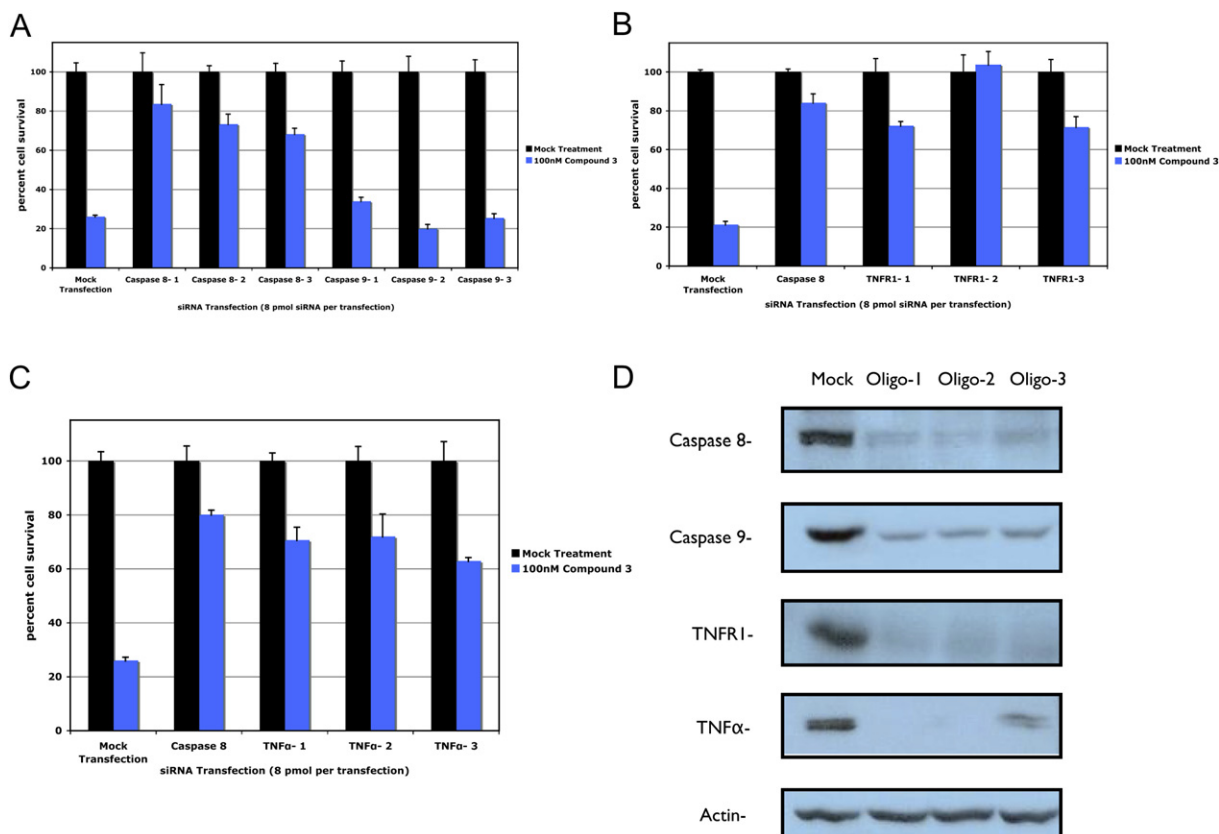 A
percent cell survival
100
80
60
40
20
0
Mock Transfection
Caspase 8- 1
Caspase 8- 2
Caspase 8- 3
Caspase 9- 1
Caspase 9- 2
Caspase 9- 3
siRNA Transfection (8 pmol siRNA per transfection)
Mock Treatment
100nM Compound 3
B
percent cell survival
100
80
60
40
20
0
Mock Transfection
Caspase 8
TNFR1- 1
TNFR1- 2
TNFR1-3
siRNA Transfection (8 pmol siRNA per transfection)
Mock Treatment
100nM Compound 3
C
percent cell survival
100
80
60
40
20
0
Mock Transfection
Caspase 8
TNFα- 1
TNFα- 2
TNFα- 3
siRNA Transfection (8 pmol per transfection)
Mock Treatment
100nM Compound 3
D
Mock Oligo-1 Oligo-2 Oligo-3
Caspase 8-
Caspase 9-
TNFR1-
TNFα-
Actin-